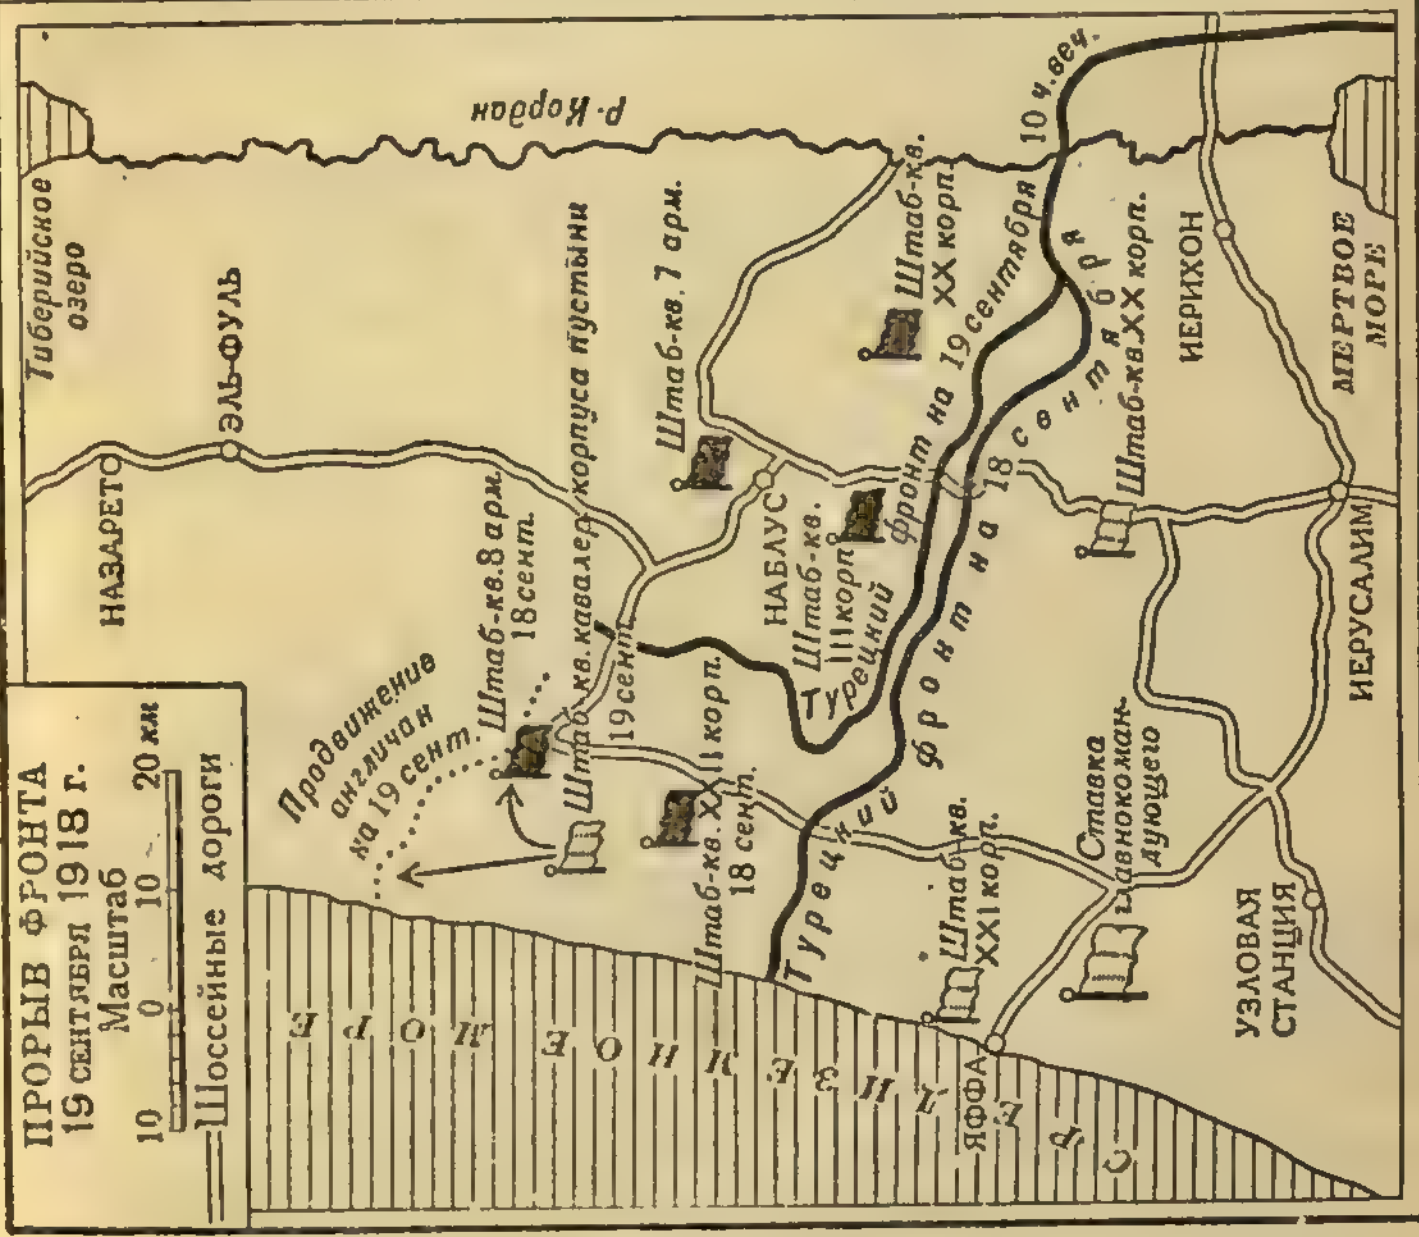 ПРОРЫВ ФРОНТА
19 СЕНТЯБРЯ 1918 г.
Масштаб
10 0 10 20 км
Шоссейные дороги
Тиберийское
озеро
НАЗАРЕТ
ЭЛЬ-ФУЛЬ
р. Иордан
Продвижение
англичан
на 19 сент.
Штаб-кв. 8 арм.
18 сент.
Штаб-кв. кавалер. корпуса пустыни
19 сент.
Штаб-кв. 7 арм.
Штаб-кв. XXII корп.
18 сент.
НАБЛУС
Штаб-кв.
III корп.
Штаб-кв.
XX корп.
Турецкий фронт на 19 сентября 10 ч. веч.
Турецкий фронт на 18 сентября
Штаб-кв. XX корп.
Штаб-кв.
XXI корп.
Ставка
главнокоман-
дующего
ЯФФА
УЗЛОВАЯ
СТАНЦИЯ
ИЕРИХОН
ИЕРУСАЛИМ
МЕРТВОЕ
МОРЕ
СРЕДИЗЕМНОЕ МОРЕ